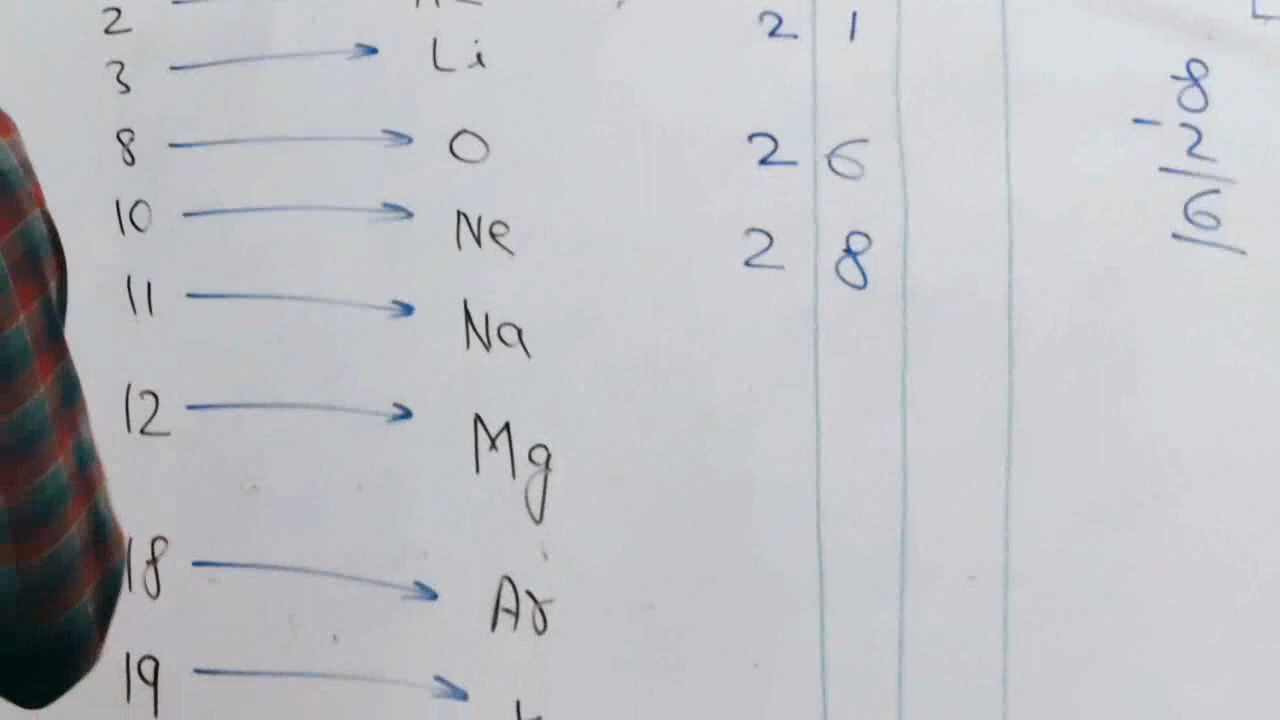 2
3 Li 2 1
8 O 2 6
10 Ne 2 8
11 Na
12 Mg
18 Ar
19
8
- 2
6